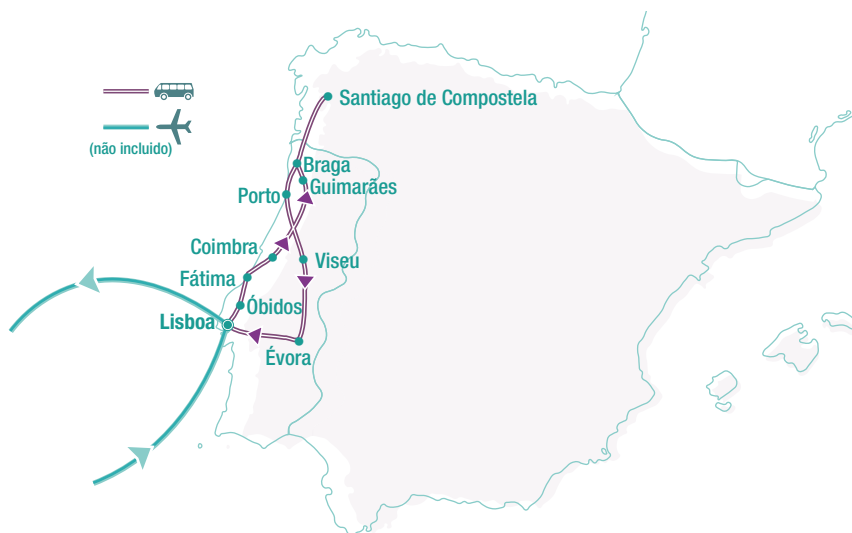 (não incluido)
Santiago de Compostela
Braga
Guimarães
Porto
Coimbra
Viseu
Fátima
Óbidos
Lisboa
Évora